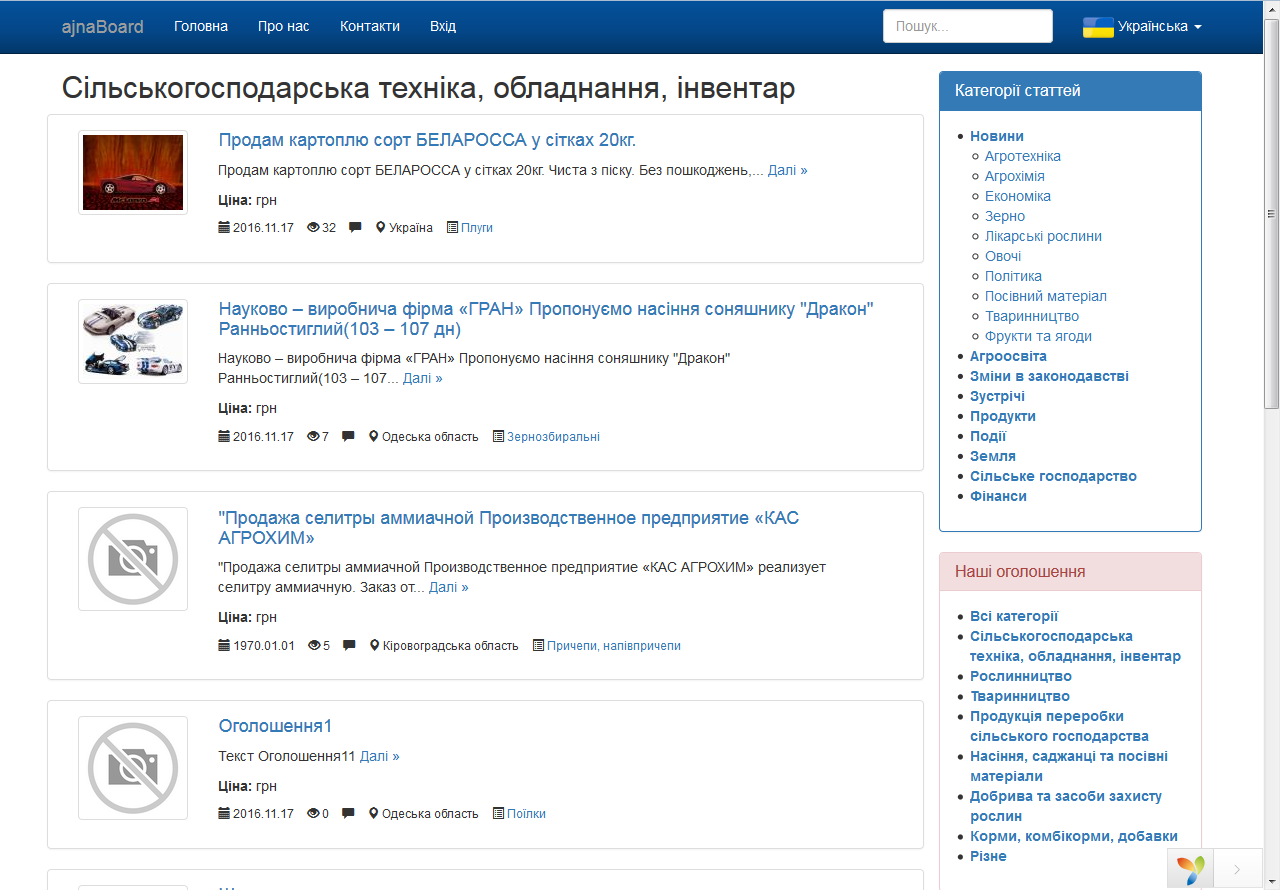 ajnaBoard Головна Про нас Контакти Вхід Пошук... Українська
Сільськогосподарська техніка, обладнання, інвентар
Продам картоплю сорт БЕЛАРОССА у сітках 20кг.
Продам картоплю сорт БЕЛАРОССА у сітках 20кг. Чиста з піску. Без пошкоджень,... Далі »
Ціна: грн
2016.11.17 32 Україна Плуги
Науково – виробнича фірма «ГРАН» Пропонуємо насіння соняшнику "Дракон"
Ранньостиглий(103 – 107 дн)
Науково – виробнича фірма «ГРАН» Пропонуємо насіння соняшнику "Дракон"
Ранньостиглий(103 – 107... Далі »
Ціна: грн
2016.11.17 7 Одеська область Зернозбиральні
"Продажа селитры аммиачной Производственное предприятие «КАС
АГРОХИМ»
"Продажа селитры аммиачной Производственное предприятие «КАС АГРОХИМ» реализует
селитру аммиачную. Заказ от... Далі »
Ціна: грн
1970.01.01 5 Кіровоградська область Причепи, напівпричепи
Оголошення1
Текст Оголошення11 Далі »
Ціна: грн
2016.11.17 0 Одеська область Поїлки
Категорії статтей
Новини
Агротехніка
Агрохімія
Економіка
Зерно
Лікарські рослини
Овочі
Політика
Посівний матеріал
Тваринництво
Фрукти та ягоди
Агроосвіта
Зміни в законодавстві
Зустрічі
Продукти
Події
Земля
Сільське господарство
Фінанси
Наші оголошення
Всі категорії
Сільськогосподарська
техніка, обладнання, інвентар
Рослинництво
Тваринництво
Продукція переробки
сільського господарства
Насіння, саджанці та посівні
матеріали
Добрива та засоби захисту
рослин
Корми, комбікорми, добавки
Різне